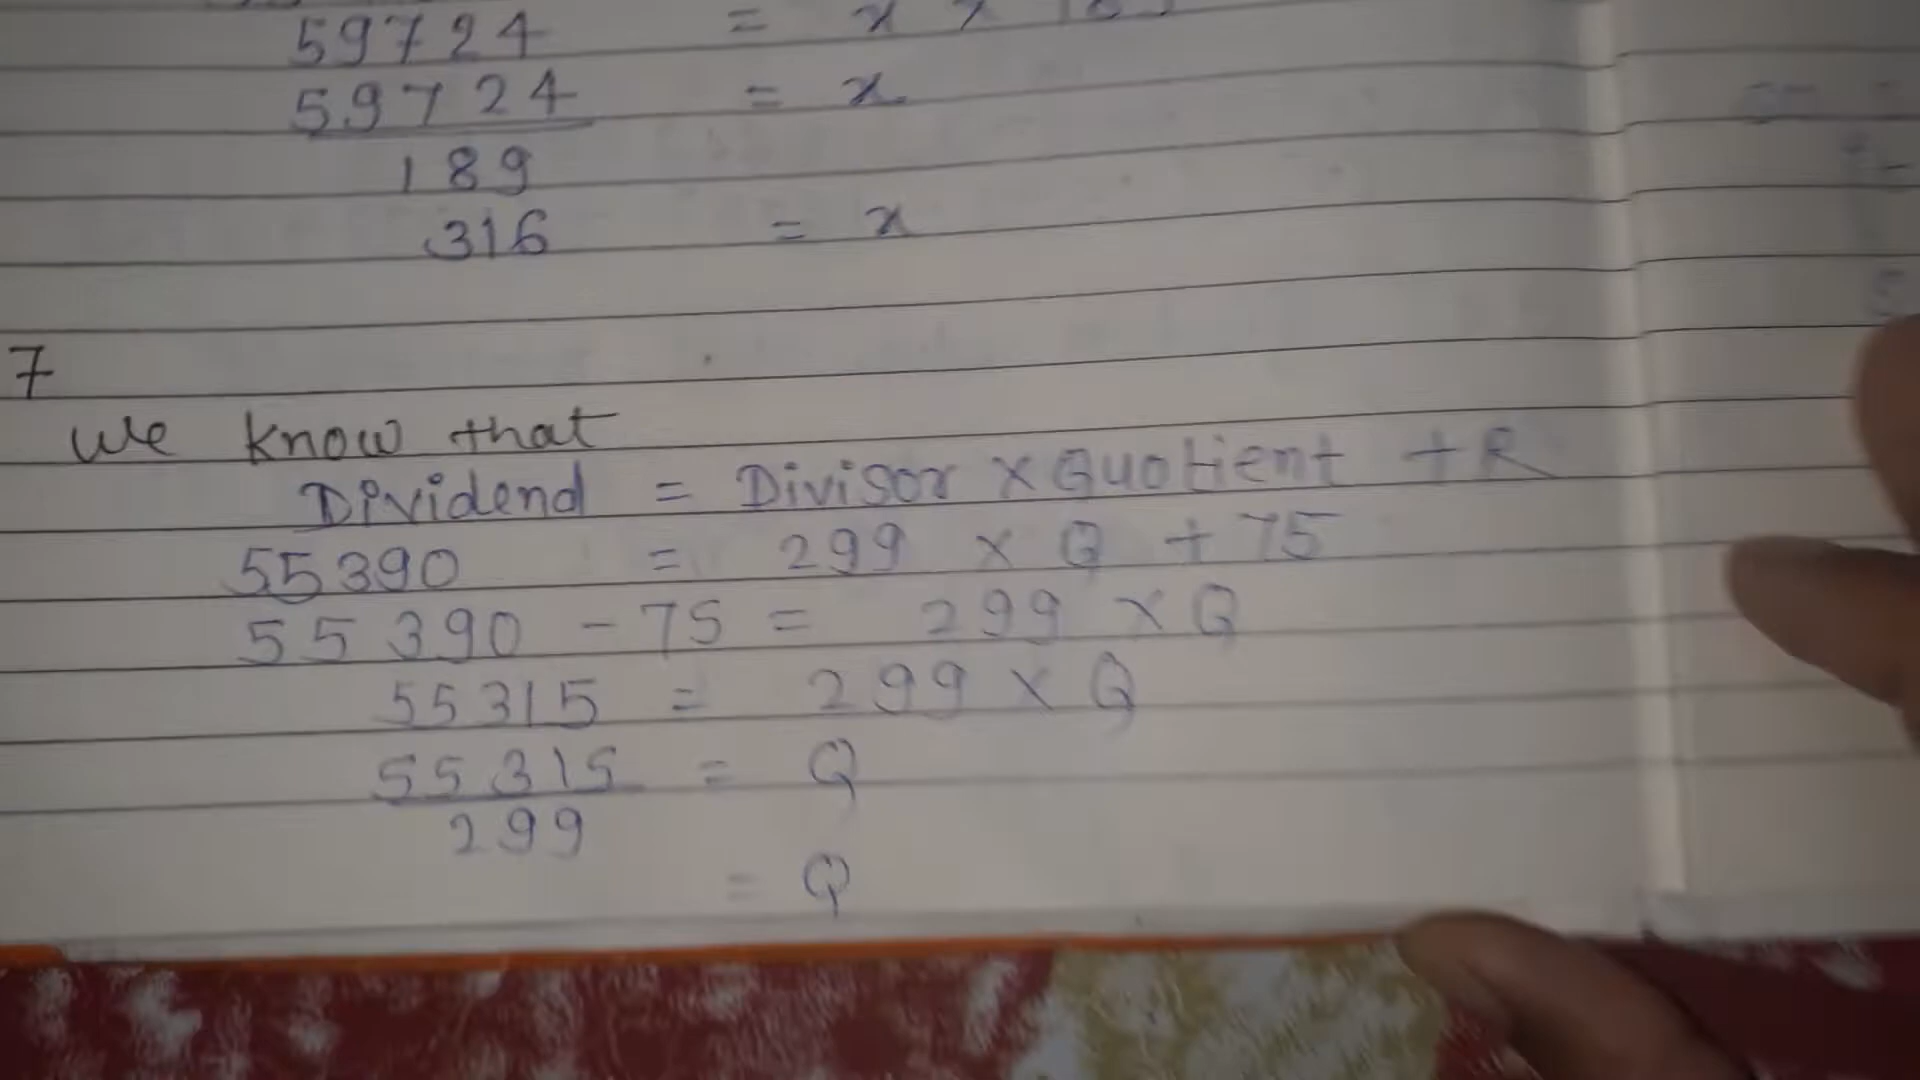 59724 = x x
59724 = x
189
316 = x
7
We know that
Dividend = Divisor x Quotient + R
55390 = 299 x Q + 75
55390 - 75 = 299 x Q
55315 = 299 x Q
55315 = Q
299
= Q